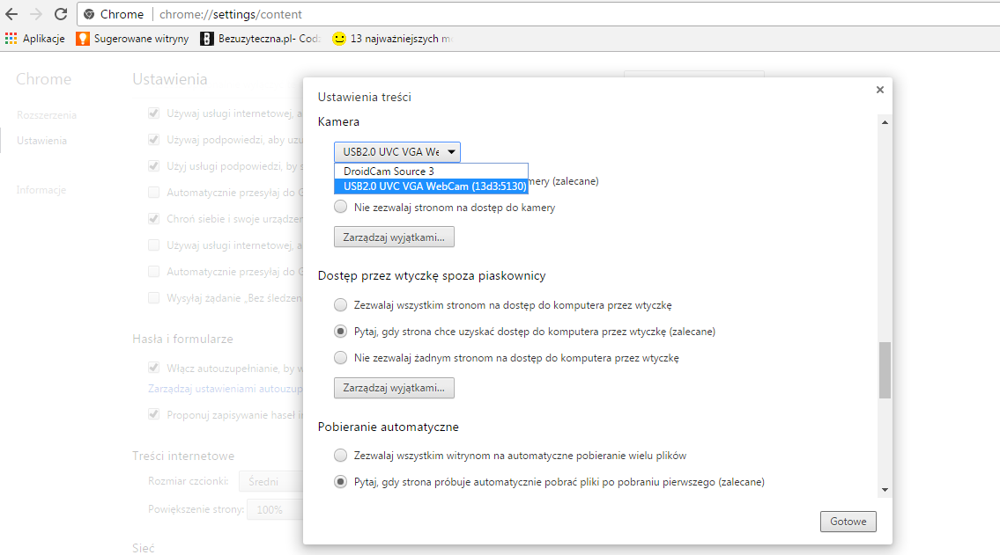 Chrome chrome://settings/content
Aplikacje Sugerowane witryny Bezuzyteczna.pl- Cod 13 najważniejszych m
Chrome
Rozszerzenia
Ustawienia
Informacje
Ustawienia
Używaj usługi internetowej, a
Używaj podpowiedzi, aby uzu
Użyj usługi podpowiedzi, by s
Automatycznie przesyłaj do G
Chroń siebie i swoje urządzen
Używaj usługi internetowej, a
Automatycznie przesyłaj do G
Wysyłaj żądanie „Bez śledzen
Hasła i formularze
Włącz autouzupełnianie, by w
Zarządzaj ustawieniami autouzup
Proponuj zapisywanie haseł in
Treści internetowe
Rozmiar czcionki: Średni
Powiększenie strony: 100%
Sieć
Ustawienia treści
Kamera
USB2.0 UVC VGA We
DroidCam Source 3
USB2.0 UVC VGA WebCam (13d3:5130)
mery (zalecane)
Nie zezwalaj stronom na dostęp do kamery
Zarządzaj wyjątkami...
Dostęp przez wtyczkę spoza piaskownicy
Zezwalaj wszystkim stronom na dostęp do komputera przez wtyczkę
Pytaj, gdy strona chce uzyskać dostęp do komputera przez wtyczkę (zalecane)
Nie zezwalaj żadnym stronom na dostęp do komputera przez wtyczkę
Zarządzaj wyjątkami...
Pobieranie automatyczne
Zezwalaj wszystkim witrynom na automatyczne pobieranie wielu plików
Pytaj, gdy strona próbuje automatycznie pobrać pliki po pobraniu pierwszego (zalecane)
Gotowe